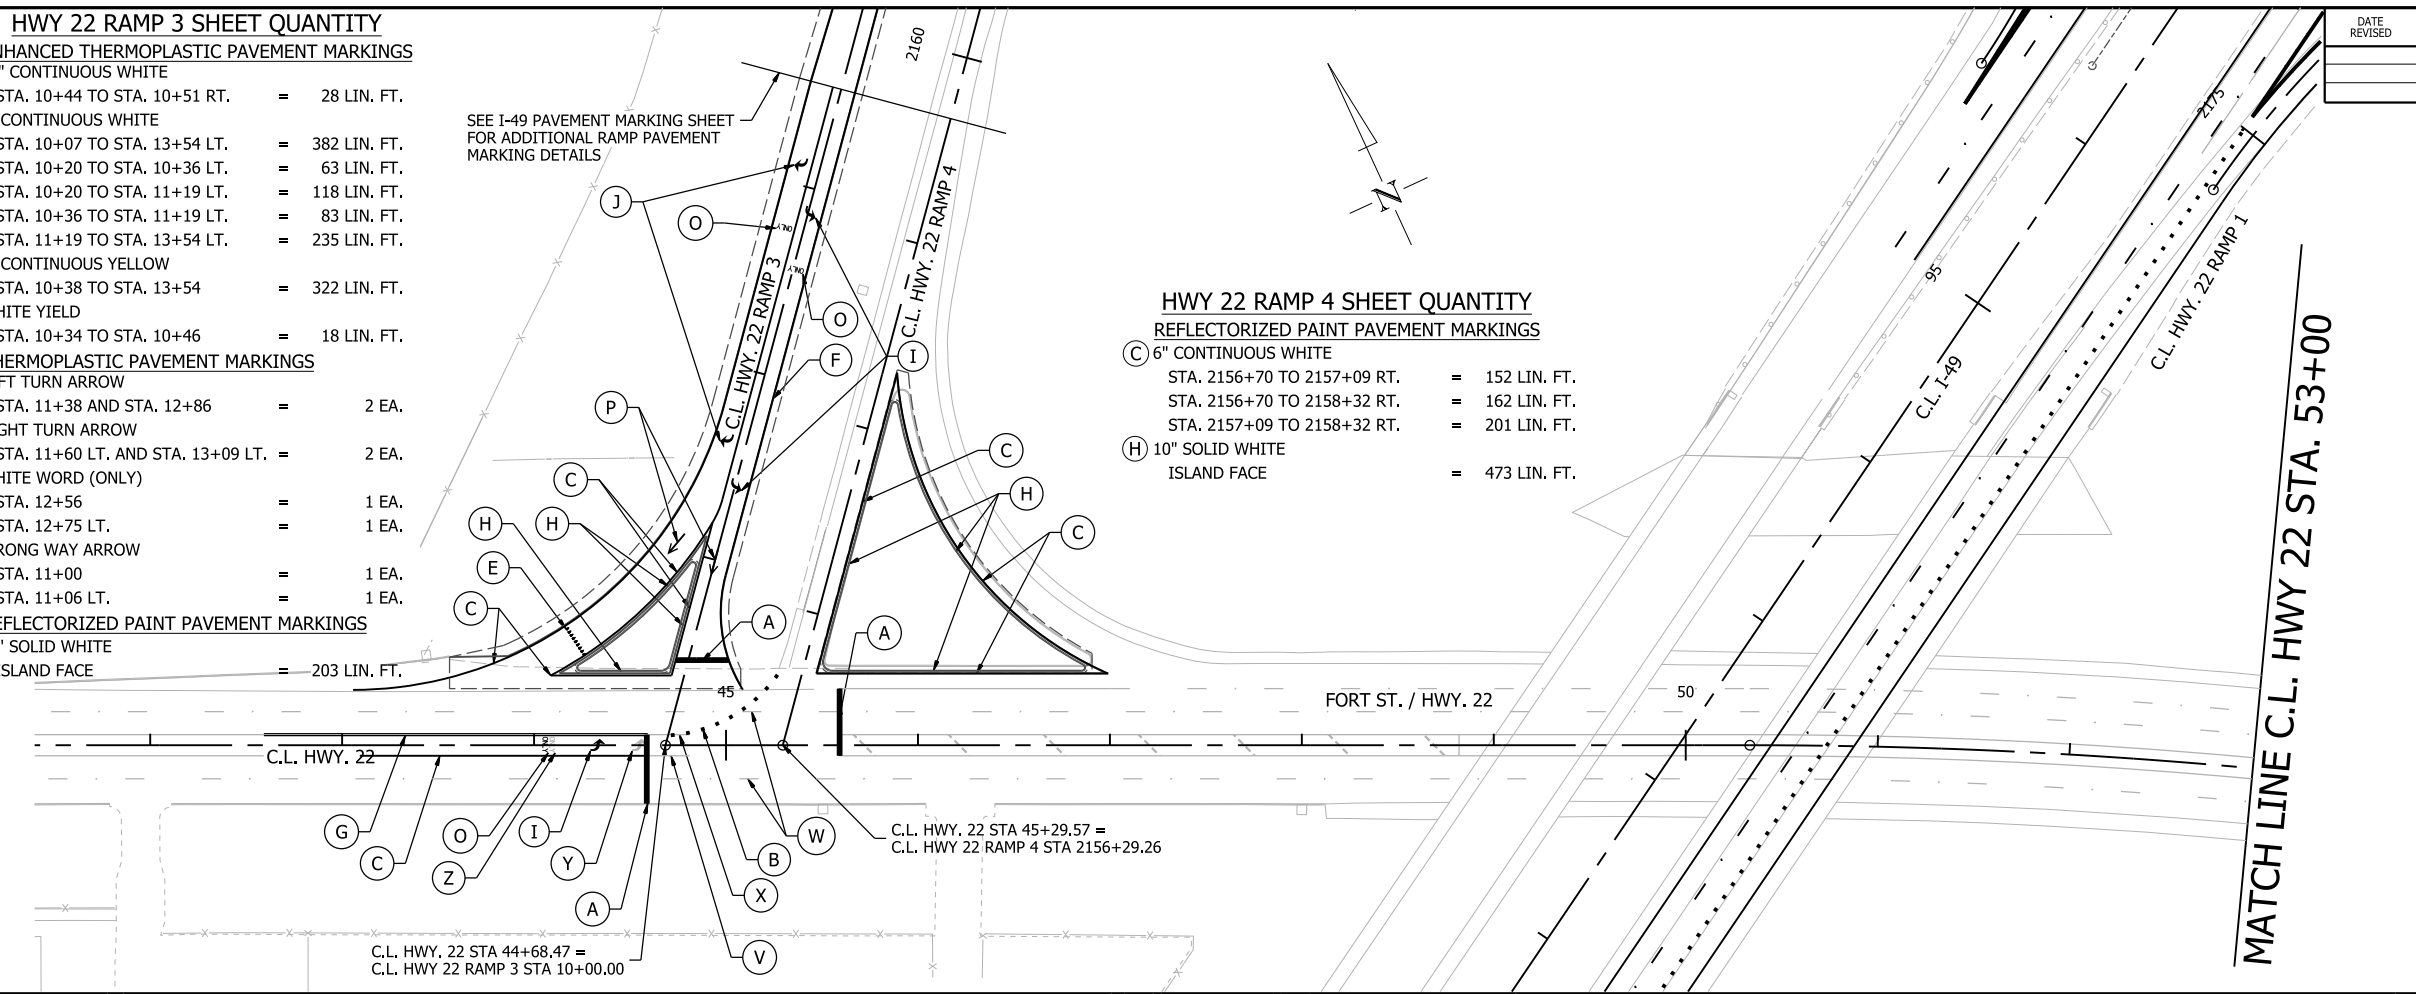 HWY 22 RAMP 3 SHEET QUANTITY
NHANCED THERMOPLASTIC PAVEMENT MARKINGS
" CONTINUOUS WHITE
STA. 10+44 TO STA. 10+51 RT. = 28 LIN. FT.
CONTINUOUS WHITE
STA. 10+07 TO STA. 13+54 LT. = 382 LIN. FT.
STA. 10+20 TO STA. 10+36 LT. = 63 LIN. FT.
STA. 10+20 TO STA. 11+19 LT. = 118 LIN. FT.
STA. 10+36 TO STA. 11+19 LT. = 83 LIN. FT.
STA. 11+19 TO STA. 13+54 LT. = 235 LIN. FT.
CONTINUOUS YELLOW
STA. 10+38 TO STA. 13+54 = 322 LIN. FT.
HITE YIELD
STA. 10+34 TO STA. 10+46 = 18 LIN. FT.
HERMOPLASTIC PAVEMENT MARKINGS
FT TURN ARROW
STA. 11+38 AND STA. 12+86 = 2 EA.
GHT TURN ARROW
STA. 11+60 LT. AND STA. 13+09 LT. = 2 EA.
HITE WORD (ONLY)
STA. 12+56 = 1 EA.
STA. 12+75 LT. = 1 EA.
RONG WAY ARROW
STA. 11+00 = 1 EA.
STA. 11+06 LT. = 1 EA.
EFLECTORIZED PAINT PAVEMENT MARKINGS
" SOLID WHITE
ISLAND FACE = 203 LIN. FT.
SEE I-49 PAVEMENT MARKING SHEET
FOR ADDITIONAL RAMP PAVEMENT
MARKING DETAILS
2160
J
O
ONLY
ONLY
O
F
I
P
C
H
H
E
C
A
A
C
H
C
C.L. HWY. 22 RAMP 3
C.L. HWY. 22 RAMP 4
N
HWY 22 RAMP 4 SHEET QUANTITY
REFLECTORIZED PAINT PAVEMENT MARKINGS
C 6" CONTINUOUS WHITE
STA. 2156+70 TO 2157+09 RT. = 152 LIN. FT.
STA. 2156+70 TO 2158+32 RT. = 162 LIN. FT.
STA. 2157+09 TO 2158+32 RT. = 201 LIN. FT.
H 10" SOLID WHITE
ISLAND FACE = 473 LIN. FT.
DATE
REVISED
2175
95
C.L. I-49
C.L. HWY. 22 RAMP 1
MATCH LINE C.L. HWY 22 STA. 53+00
45
FORT ST. / HWY. 22
50
C.L. HWY. 22
ONLY
G
C
O
Z
I
Y
A
W
B
X
V
C.L. HWY. 22 STA 45+29.57 =
C.L. HWY 22 RAMP 4 STA 2156+29.26
C.L. HWY. 22 STA 44+68.47 =
C.L. HWY 22 RAMP 3 STA 10+00.00